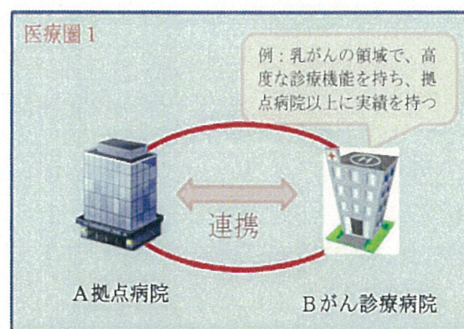 医療圏1
例：乳がんの領域で、高
度な診療機能を持ち、拠
点病院以上に実績を持つ
H
連携
A拠点病院
Bがん診療病院